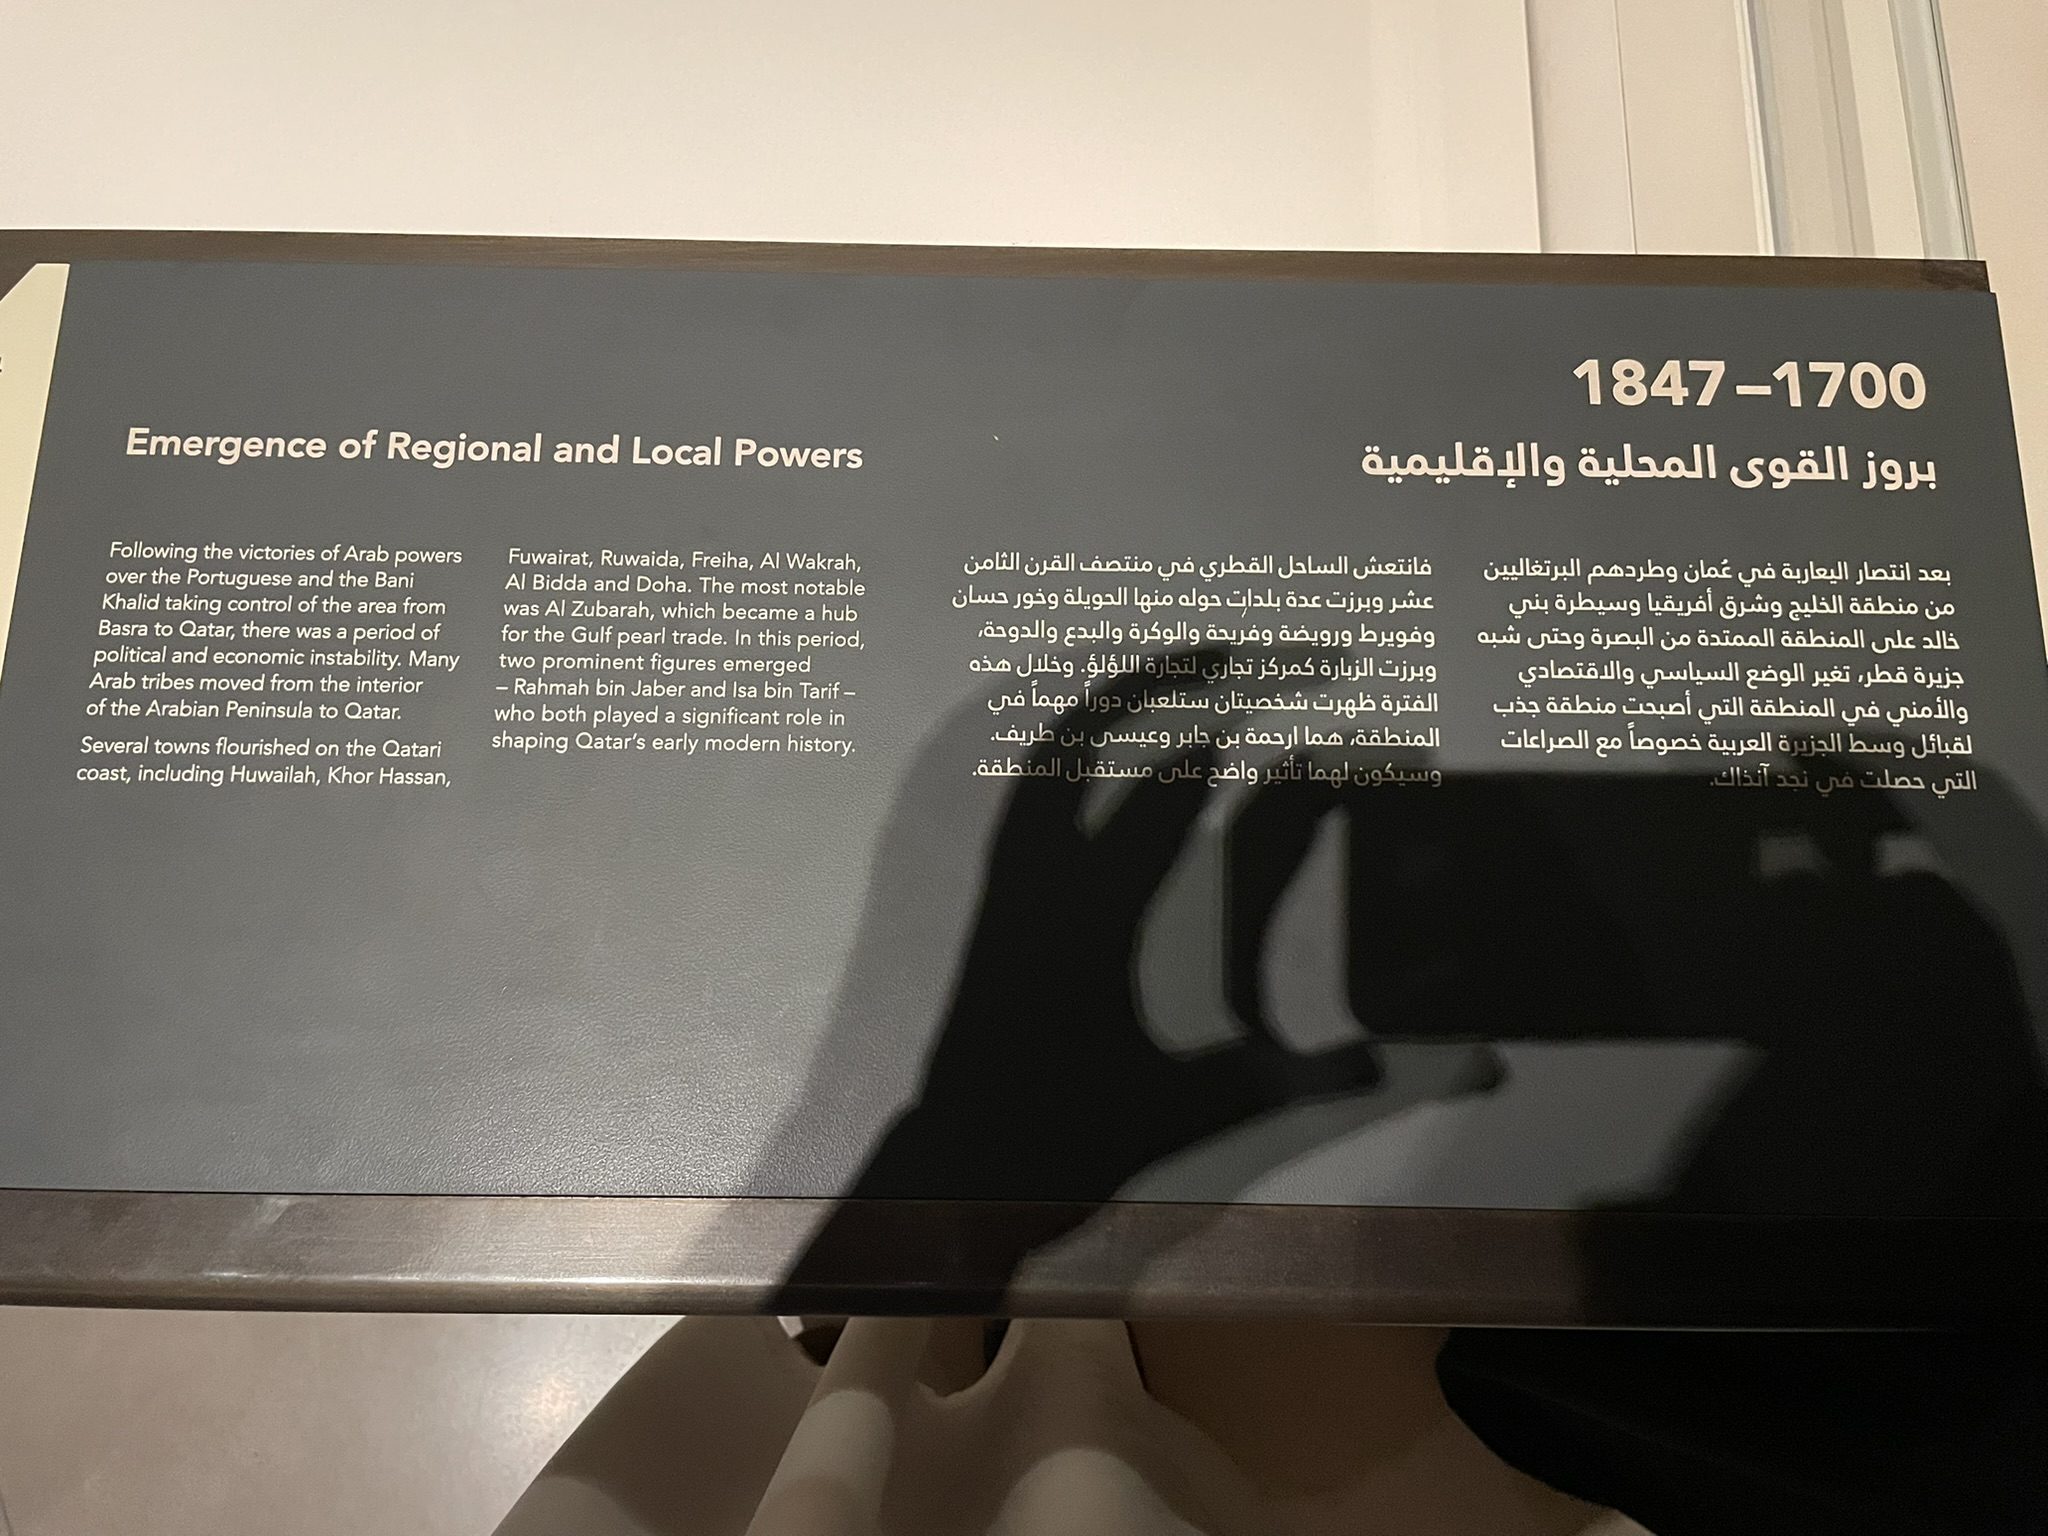 1847–1700
بروز القوى المحلية والإقليمية
بعد انتصار اليعاربة في عُمان وطردهم البرتغاليين
من منطقة الخليج وشرق أفريقيا وسيطرة بني
خالد على المنطقة الممتدة من البصرة وحتى شبه
جزيرة قطر، تغير الوضع السياسي والاقتصادي
والأمني في المنطقة التي أصبحت منطقة جذب
لقبائل وسط الجزيرة العربية خصوصاً مع الصراعات
التي حصلت في نجد آنذاك.
فانتعش الساحل القطري في منتصف القرن الثامن
عشر وبرزت عدة بلدات حوله منها الحويلة وخور حسان
وفويرط ورويضة وفريحة والوكرة والبدع والدوحة،
وبرزت الزبارة كمركز تجاري لتجارة اللؤلؤ. وخلال هذه
الفترة ظهرت شخصيتان ستلعبان دوراً مهماً في
المنطقة، هما ارحمة بن جابر وعيسى بن طريف.
وسيكون لهما تأثير واضح على مستقبل المنطقة.
Emergence of Regional and Local Powers
Following the victories of Arab powers
over the Portuguese and the Bani
Khalid taking control of the area from
Basra to Qatar, there was a period of
political and economic instability. Many
Arab tribes moved from the interior
of the Arabian Peninsula to Qatar.
Several towns flourished on the Qatari
coast, including Huwailah, Khor Hassan,
Fuwairat, Ruwaida, Freiha, Al Wakrah,
Al Bidda and Doha. The most notable
was Al Zubarah, which became a hub
for the Gulf pearl trade. In this period,
two prominent figures emerged
– Rahmah bin Jaber and Isa bin Tarif –
who both played a significant role in
shaping Qatar's early modern history.